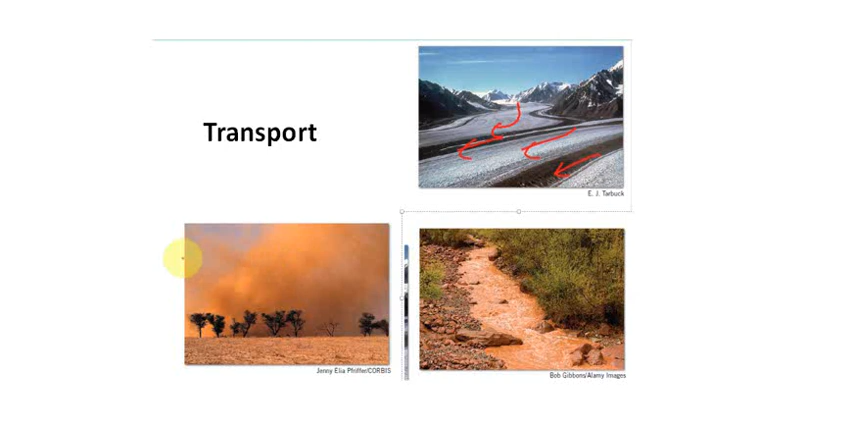 Transport
E. J. Tarbuck
Jenny Elia Pfeiffer/CORBIS
Bob Gibbons/Alamy Images